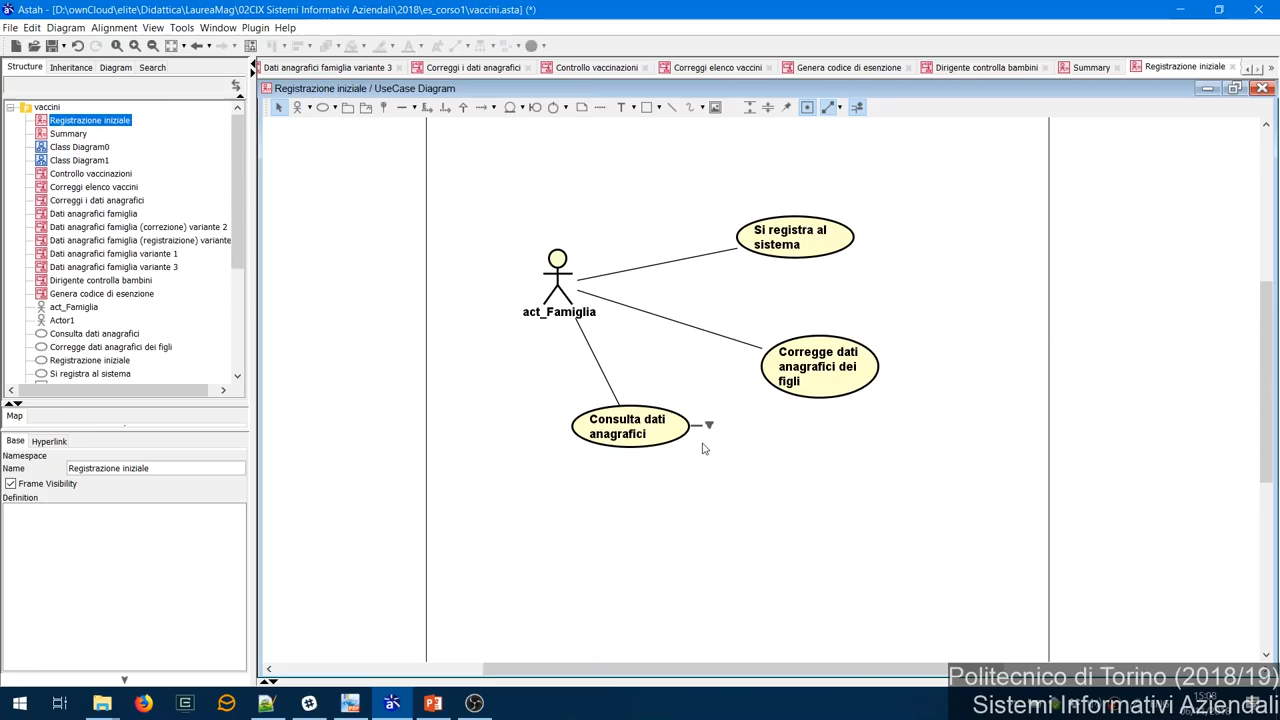 Astah - [D:\ownCloud\elite\Didattica\LaureaMag\02CIX Sistemi Informativi Aziendali\2018\es_corso1\vaccini.asta] (*)
File Edit Diagram Alignment View Tools Window Plugin Help
Structure Inheritance Diagram Search
Dati anagrafici famiglia variante 3 Correggi i dati anagrafici Controllo vaccinazioni Correggi elenco vaccini Genera codice di esenzione Dirigente controlla bambini Summary Registrazione iniziale
Registrazione iniziale / UseCase Diagram
vaccini
Registrazione iniziale
Summary
Class Diagram0
Class Diagram1
Controllo vaccinazioni
Correggi elenco vaccini
Correggi i dati anagrafici
Dati anagrafici famiglia
Dati anagrafici famiglia (correzione) variante 2
Dati anagrafici famiglia (registraizione) variante
Dati anagrafici famiglia variante 1
Dati anagrafici famiglia variante 3
Dirigente controlla bambini
Genera codice di esenzione
act_Famiglia
Actor1
Consulta dati anagrafici
Corregge dati anagrafici dei figli
Registrazione iniziale
Si registra al sistema
Map
Base Hyperlink
Namespace
Name Registrazione iniziale
Frame Visibility
Definition
Si registra al
sistema
act_Famiglia
Corregge dati
anagrafici dei
figli
Consulta dati
anagrafici
Politecnico di Torino (2018/19)
15:08
Sistemi Informativi Aziendali